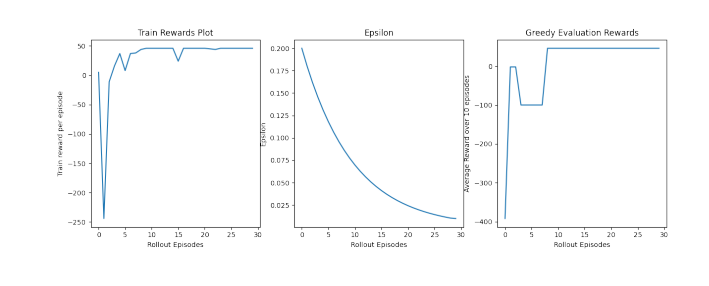 Train Rewards Plot
Train reward per episode
50
0
−50
−100
−150
−200
−250
0 5 10 15 20 25 30
Rollout Episodes
Epsilon
Epsilon
0.200
0.175
0.150
0.125
0.100
0.075
0.050
0.025
0 5 10 15 20 25 30
Rollout Episodes
Greedy Evaluation Rewards
Average Reward over 10 episodes
0
−100
−200
−300
−400
0 5 10 15 20 25 30
Rollout Episodes